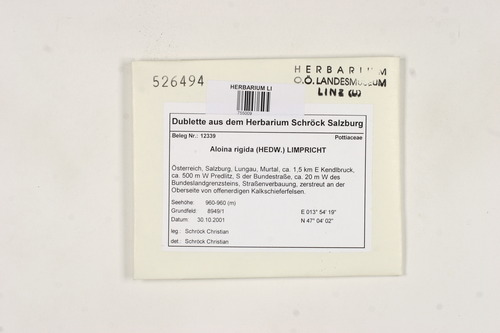 526494
HERBARIUM
O.Ö. LANDESMUSEUM
LINZ (LI)
HERBARIUM LI
Dublette aus dem Herbarium Schröck Salzburg
Beleg Nr.: 12339 Pottiaceae
Aloina rigida (HEDW.) LIMPRICHT
Österreich, Salzburg, Lungau, Murtal, ca. 1,5 km E Kendlbruck,
ca. 500 m W Predlitz, S der Bundestraße, ca. 20 m W des
Bundeslandgrenzsteins, Straßenverbauung, zerstreut an der
Oberseite von offenerdigen Kalkschieferfelsen.
Seehöhe 960-960 (m)
Grundfeld 8949/1 E 013° 54' 19"
Datum: 30.10.2001 N 47° 04' 02"
leg.: Schröck Christian
det.: Schröck Christian